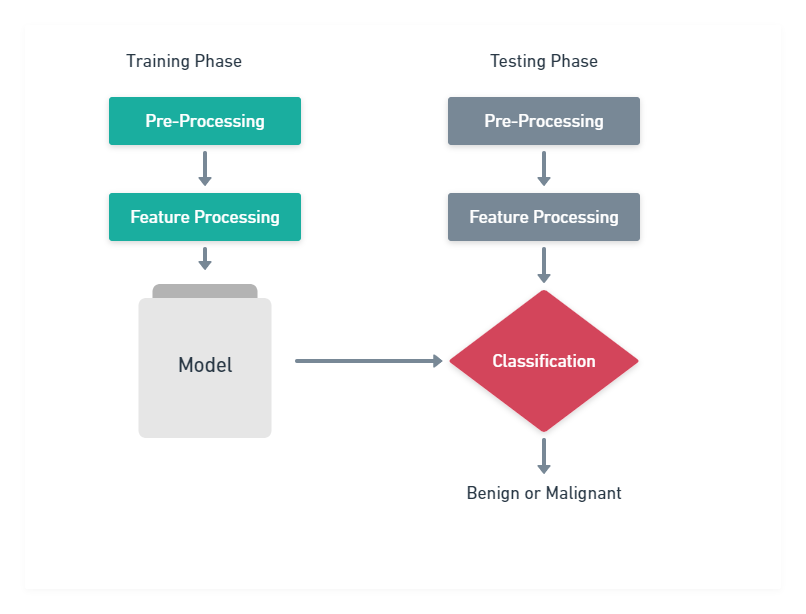 Training Phase
Testing Phase
Pre-Processing
Pre-Processing
Feature Processing
Feature Processing
Model
Classification
Benign or Malignant